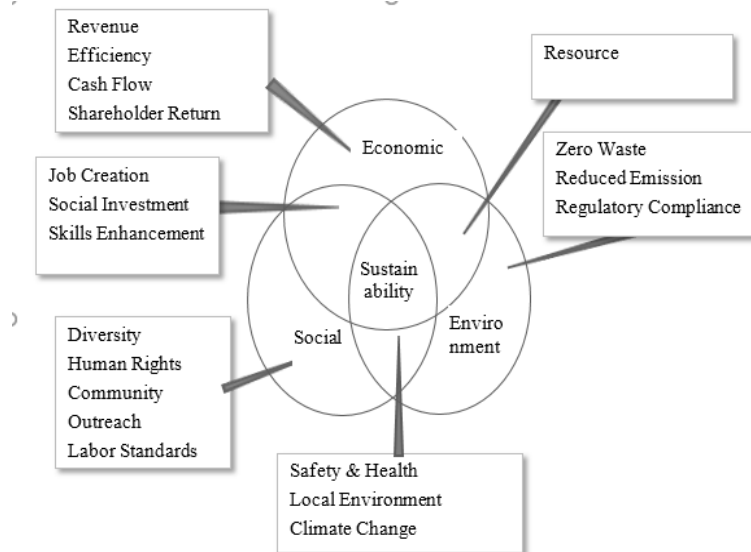 Revenue
Efficiency
Cash Flow
Shareholder Return
Resource
Economic
Zero Waste
Reduced Emission
Regulatory Compliance
Job Creation
Social Investment
Skills Enhancement
Sustain
ability
Social
Enviro
nment
Diversity
Human Rights
Community
Outreach
Labor Standards
Safety & Health
Local Environment
Climate Change